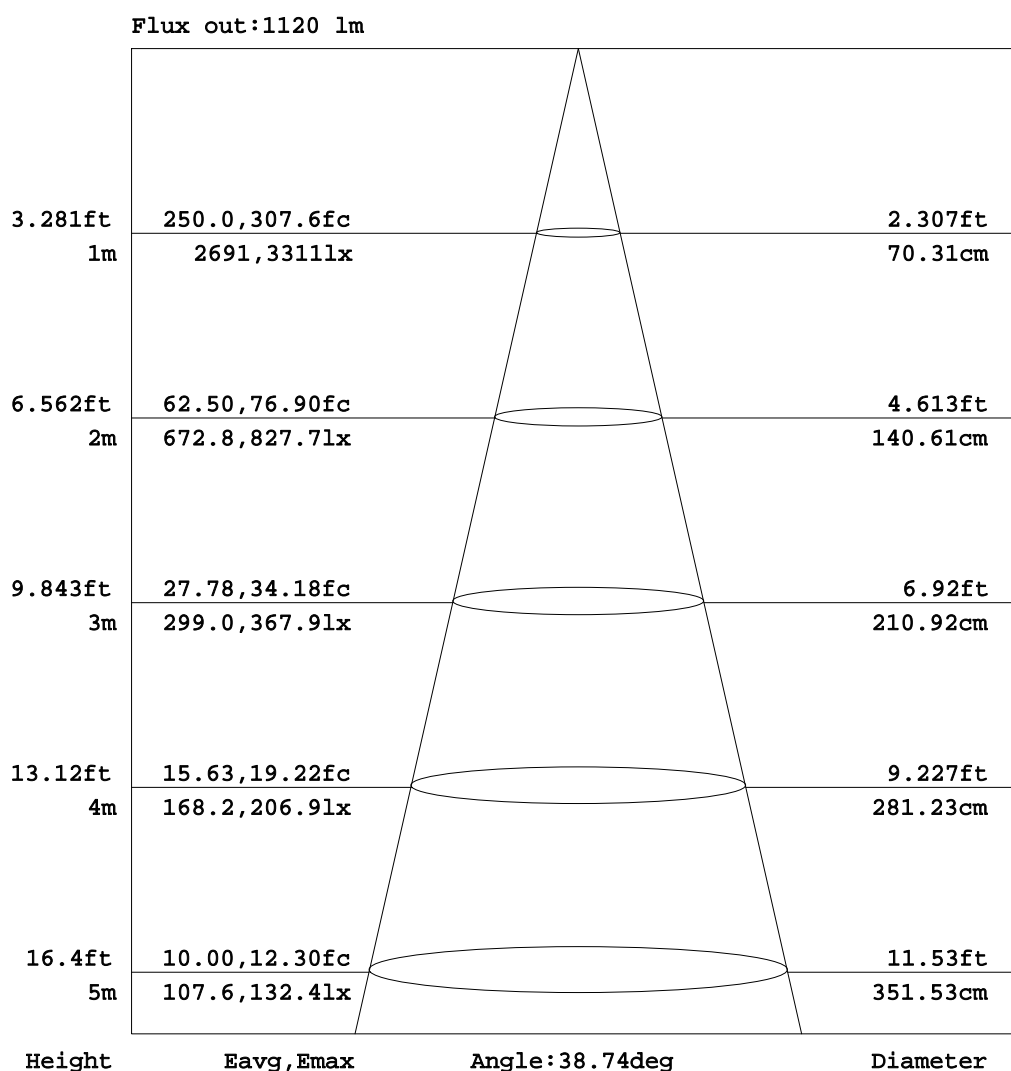 Flux out:1120 lm
3.281ft 250.0,307.6fc 2.307ft
1m 2691,3311lx 70.31cm
6.562ft 62.50,76.90fc 4.613ft
2m 672.8,827.7lx 140.61cm
9.843ft 27.78,34.18fc 6.92ft
3m 299.0,367.9lx 210.92cm
13.12ft 15.63,19.22fc 9.227ft
4m 168.2,206.9lx 281.23cm
16.4ft 10.00,12.30fc 11.53ft
5m 107.6,132.4lx 351.53cm
Height Eavg,Emax Angle:38.74deg Diameter